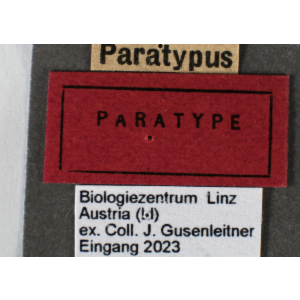 Paratypus
PARATYPE
Biologiezentrum Linz
Austria
ex. Coll. J. Gusenleitner
Eingang 2023